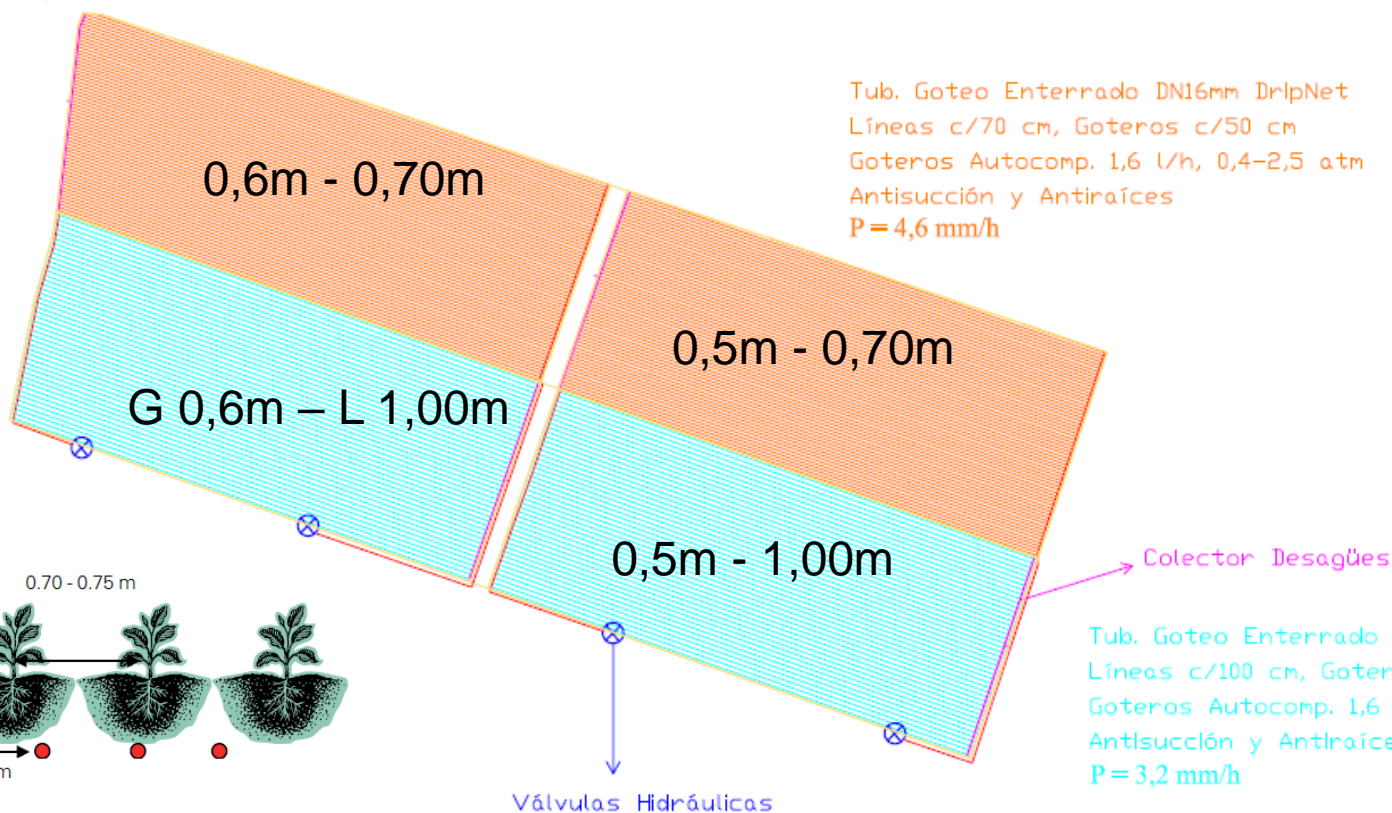 Tub. Goteo Enterrado DN16mm DripNet
Líneas c/70 cm, Goteros c/50 cm
Goteros Autocomp. 1,6 l/h, 0,4-2,5 atm
Antisucción y Antiraíces
P = 4,6 mm/h
0,6m - 0,70m
0,5m - 0,70m
G 0,6m – L 1,00m
0,5m - 1,00m
Colector Desagües
0.70 - 0.75 m
Tub. Goteo Enterrado
Líneas c/100 cm,
Goteros Autocomp. 1,6
Antisucción y
P = 3,2 mm/h
Válvulas Hidráulicas